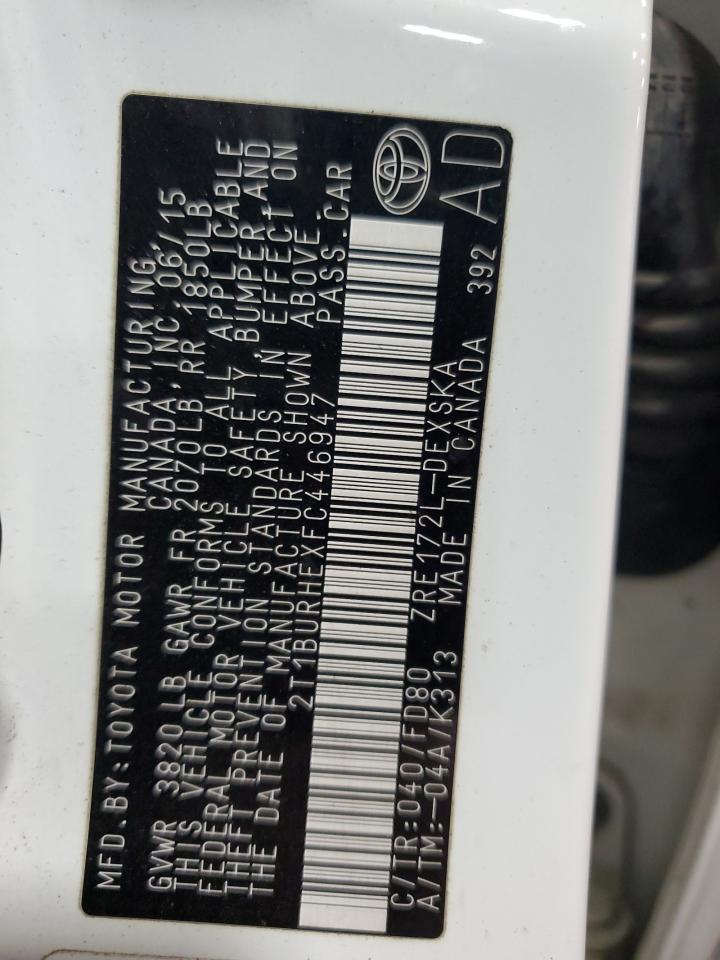 MFD.BY:TOYOTA MOTOR MANUFACTURING
CANADA,INC.06/15
GVWR 3820LB GAWR FR 2070LB RR 1850LB
THIS VEHICLE CONFORMS TO ALL APPLICABLE
FEDERAL MOTOR VEHICLE SAFETY,BUMPER AND
THEFT PREVENTION STANDARDS IN EFFECT ON
THE DATE OF MANUFACTURE SHOWN ABOVE.
2T1BURHEXFC446947 PASS.CAR
C/TR:040/FD80 ZRE172L-DEXSKA 392 AD
A/TM:-04A/K313 MADE IN CANADA